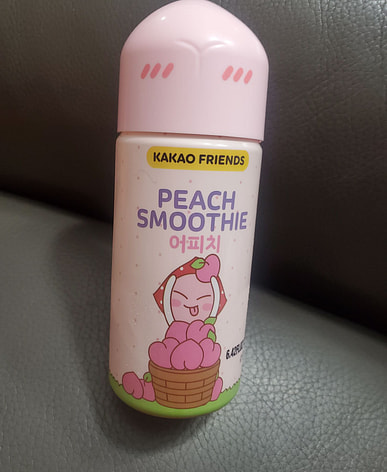 KAKAO FRIENDS
PEACH
SMOOTHIE
어피치